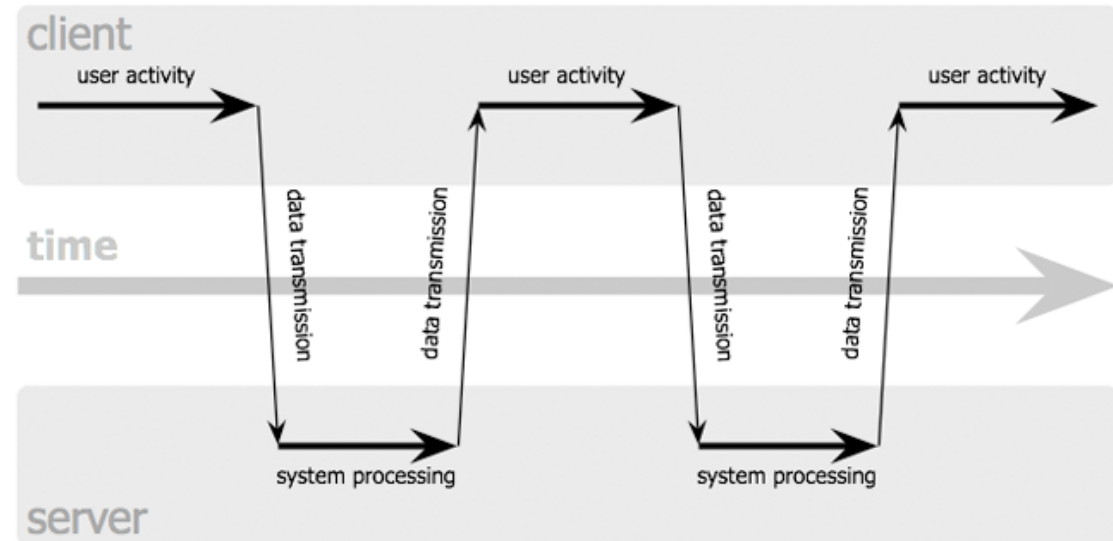 client
user activity
user activity
user activity
data transmission
data transmission
data transmission
data transmission
time
system processing
system processing
server